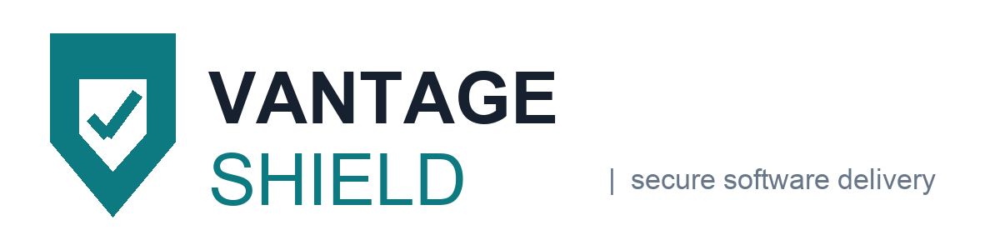 VANTAGE
SHIELD
| secure software delivery